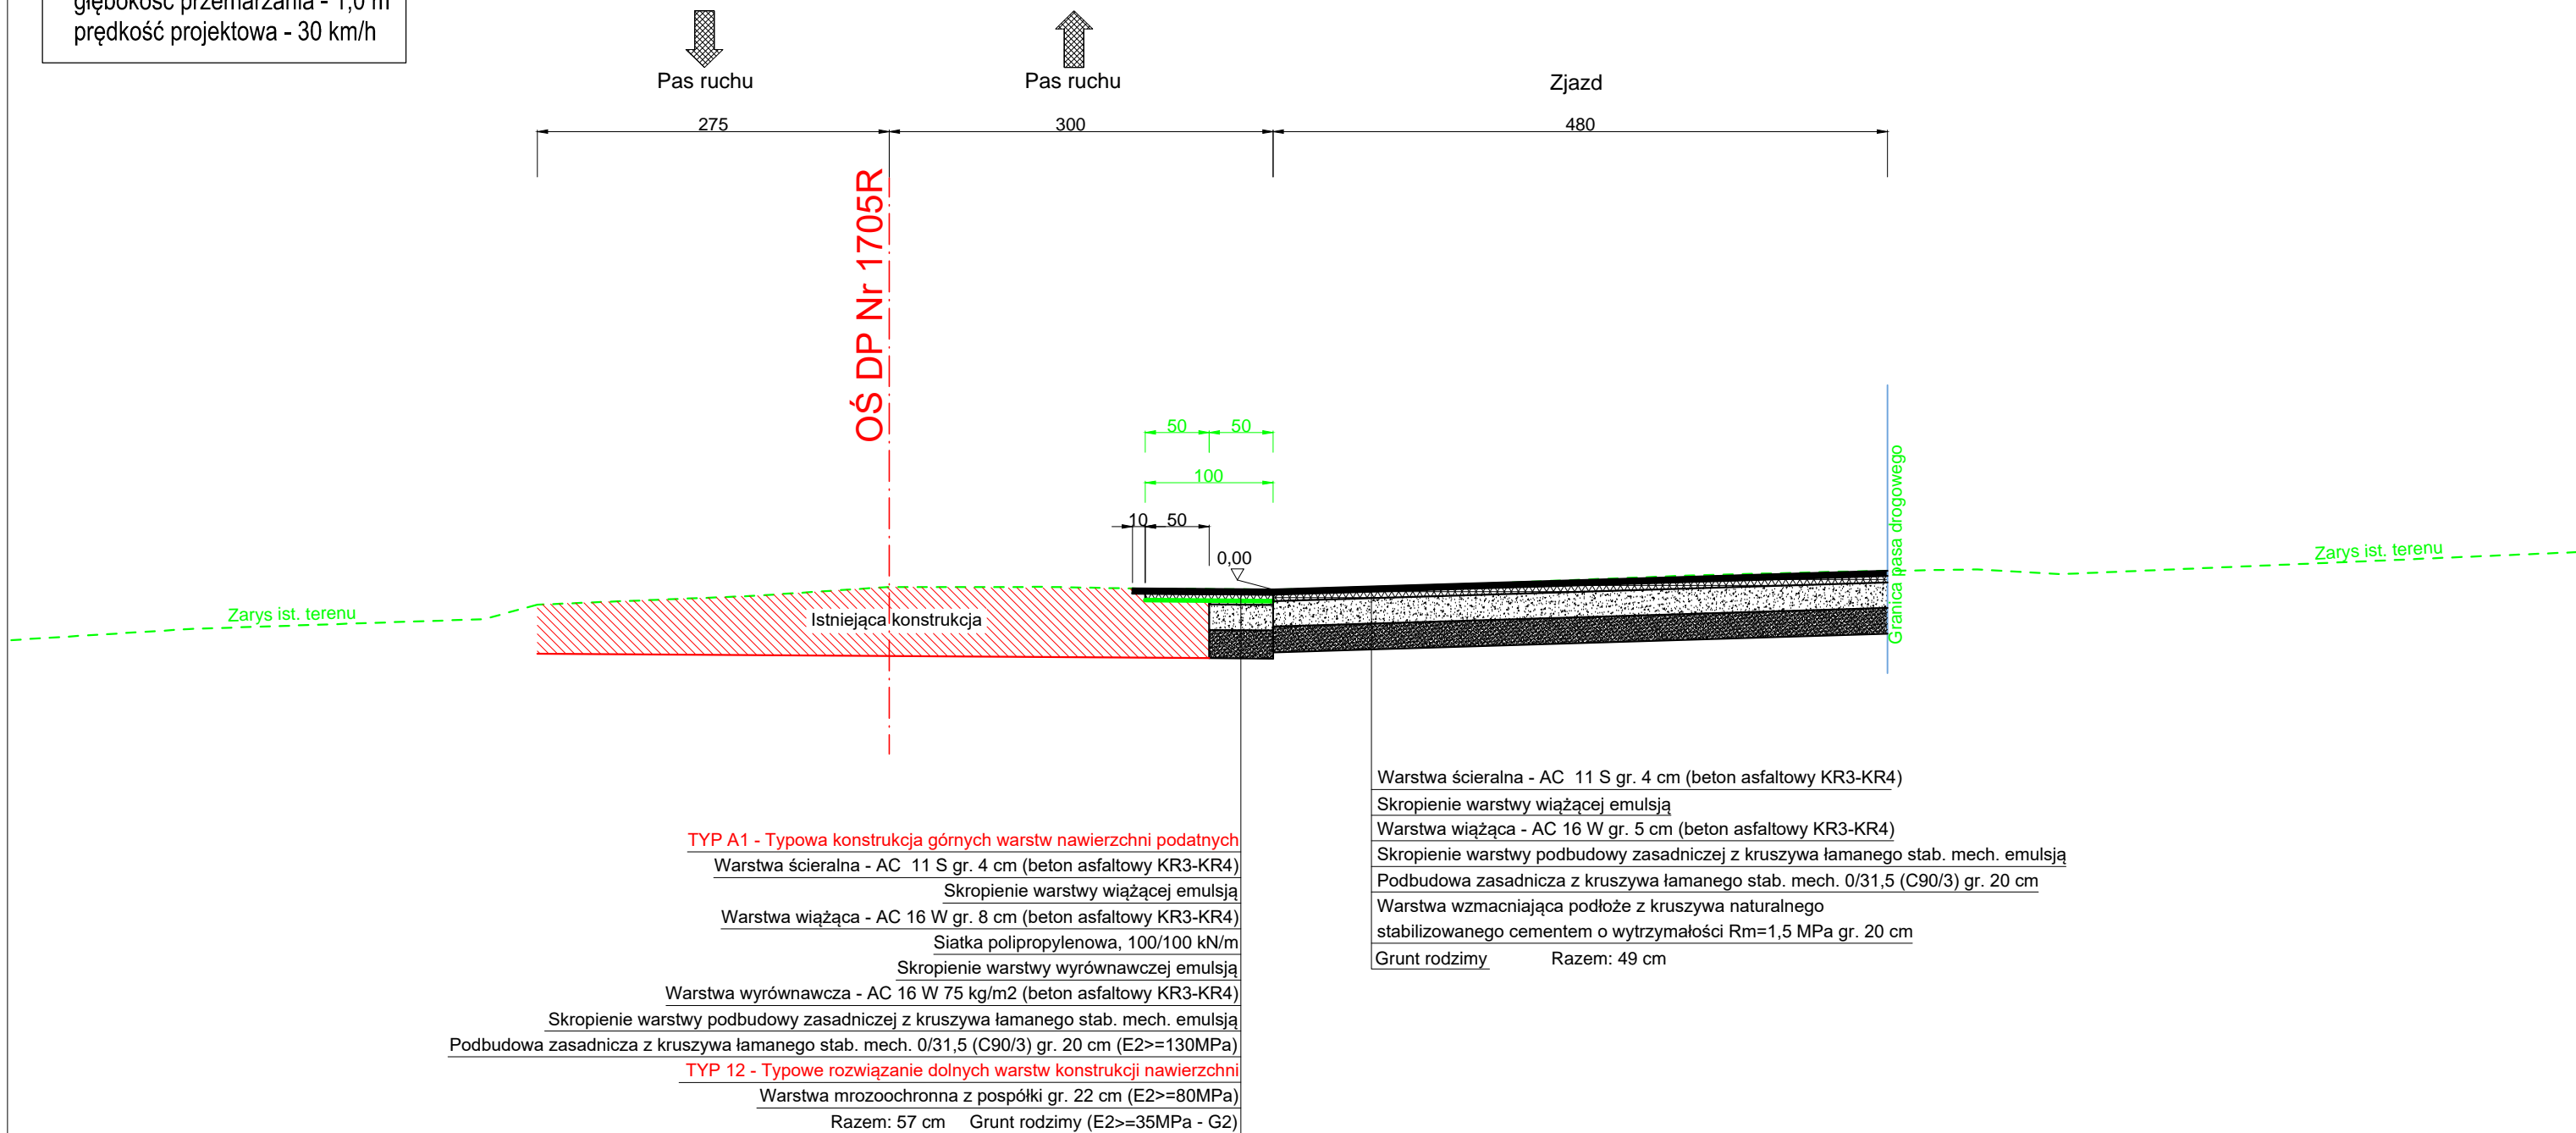 głębokość przemarzania - 1,0 m
prędkość projektowa - 30 km/h
Pas ruchu
Pas ruchu
Zjazd
275
300
480
OŚ DP Nr 1705R
50
50
100
10
50
0,00
Granica pasa drogowego
Zarys ist. terenu
Zarys ist. terenu
Istniejąca konstrukcja
TYP A1 - Typowa konstrukcja górnych warstw nawierzchni podatnych
Warstwa ścieralna - AC 11 S gr. 4 cm (beton asfaltowy KR3-KR4)
Skropienie warstwy wiążącej emulsją
Warstwa wiążąca - AC 16 W gr. 8 cm (beton asfaltowy KR3-KR4)
Siatka polipropylenowa, 100/100 kN/m
Skropienie warstwy wyrównawczej emulsją
Warstwa wyrównawcza - AC 16 W 75 kg/m2 (beton asfaltowy KR3-KR4)
Skropienie warstwy podbudowy zasadniczej z kruszywa łamanego stab. mech. emulsją
Podbudowa zasadnicza z kruszywa łamanego stab. mech. 0/31,5 (C90/3) gr. 20 cm (E2>=130MPa)
TYP 12 - Typowe rozwiązanie dolnych warstw konstrukcji nawierzchni
Warstwa mrozoochronna z pospółki gr. 22 cm (E2>=80MPa)
Razem: 57 cm Grunt rodzimy (E2>=35MPa - G2)
Warstwa ścieralna - AC 11 S gr. 4 cm (beton asfaltowy KR3-KR4)
Skropienie warstwy wiążącej emulsją
Warstwa wiążąca - AC 16 W gr. 5 cm (beton asfaltowy KR3-KR4)
Skropienie warstwy podbudowy zasadniczej z kruszywa łamanego stab. mech. emulsją
Podbudowa zasadnicza z kruszywa łamanego stab. mech. 0/31,5 (C90/3) gr. 20 cm
Warstwa wzmacniająca podłoże z kruszywa naturalnego
stabilizowanego cementem o wytrzymałości Rm=1,5 MPa gr. 20 cm
Grunt rodzimy Razem: 49 cm